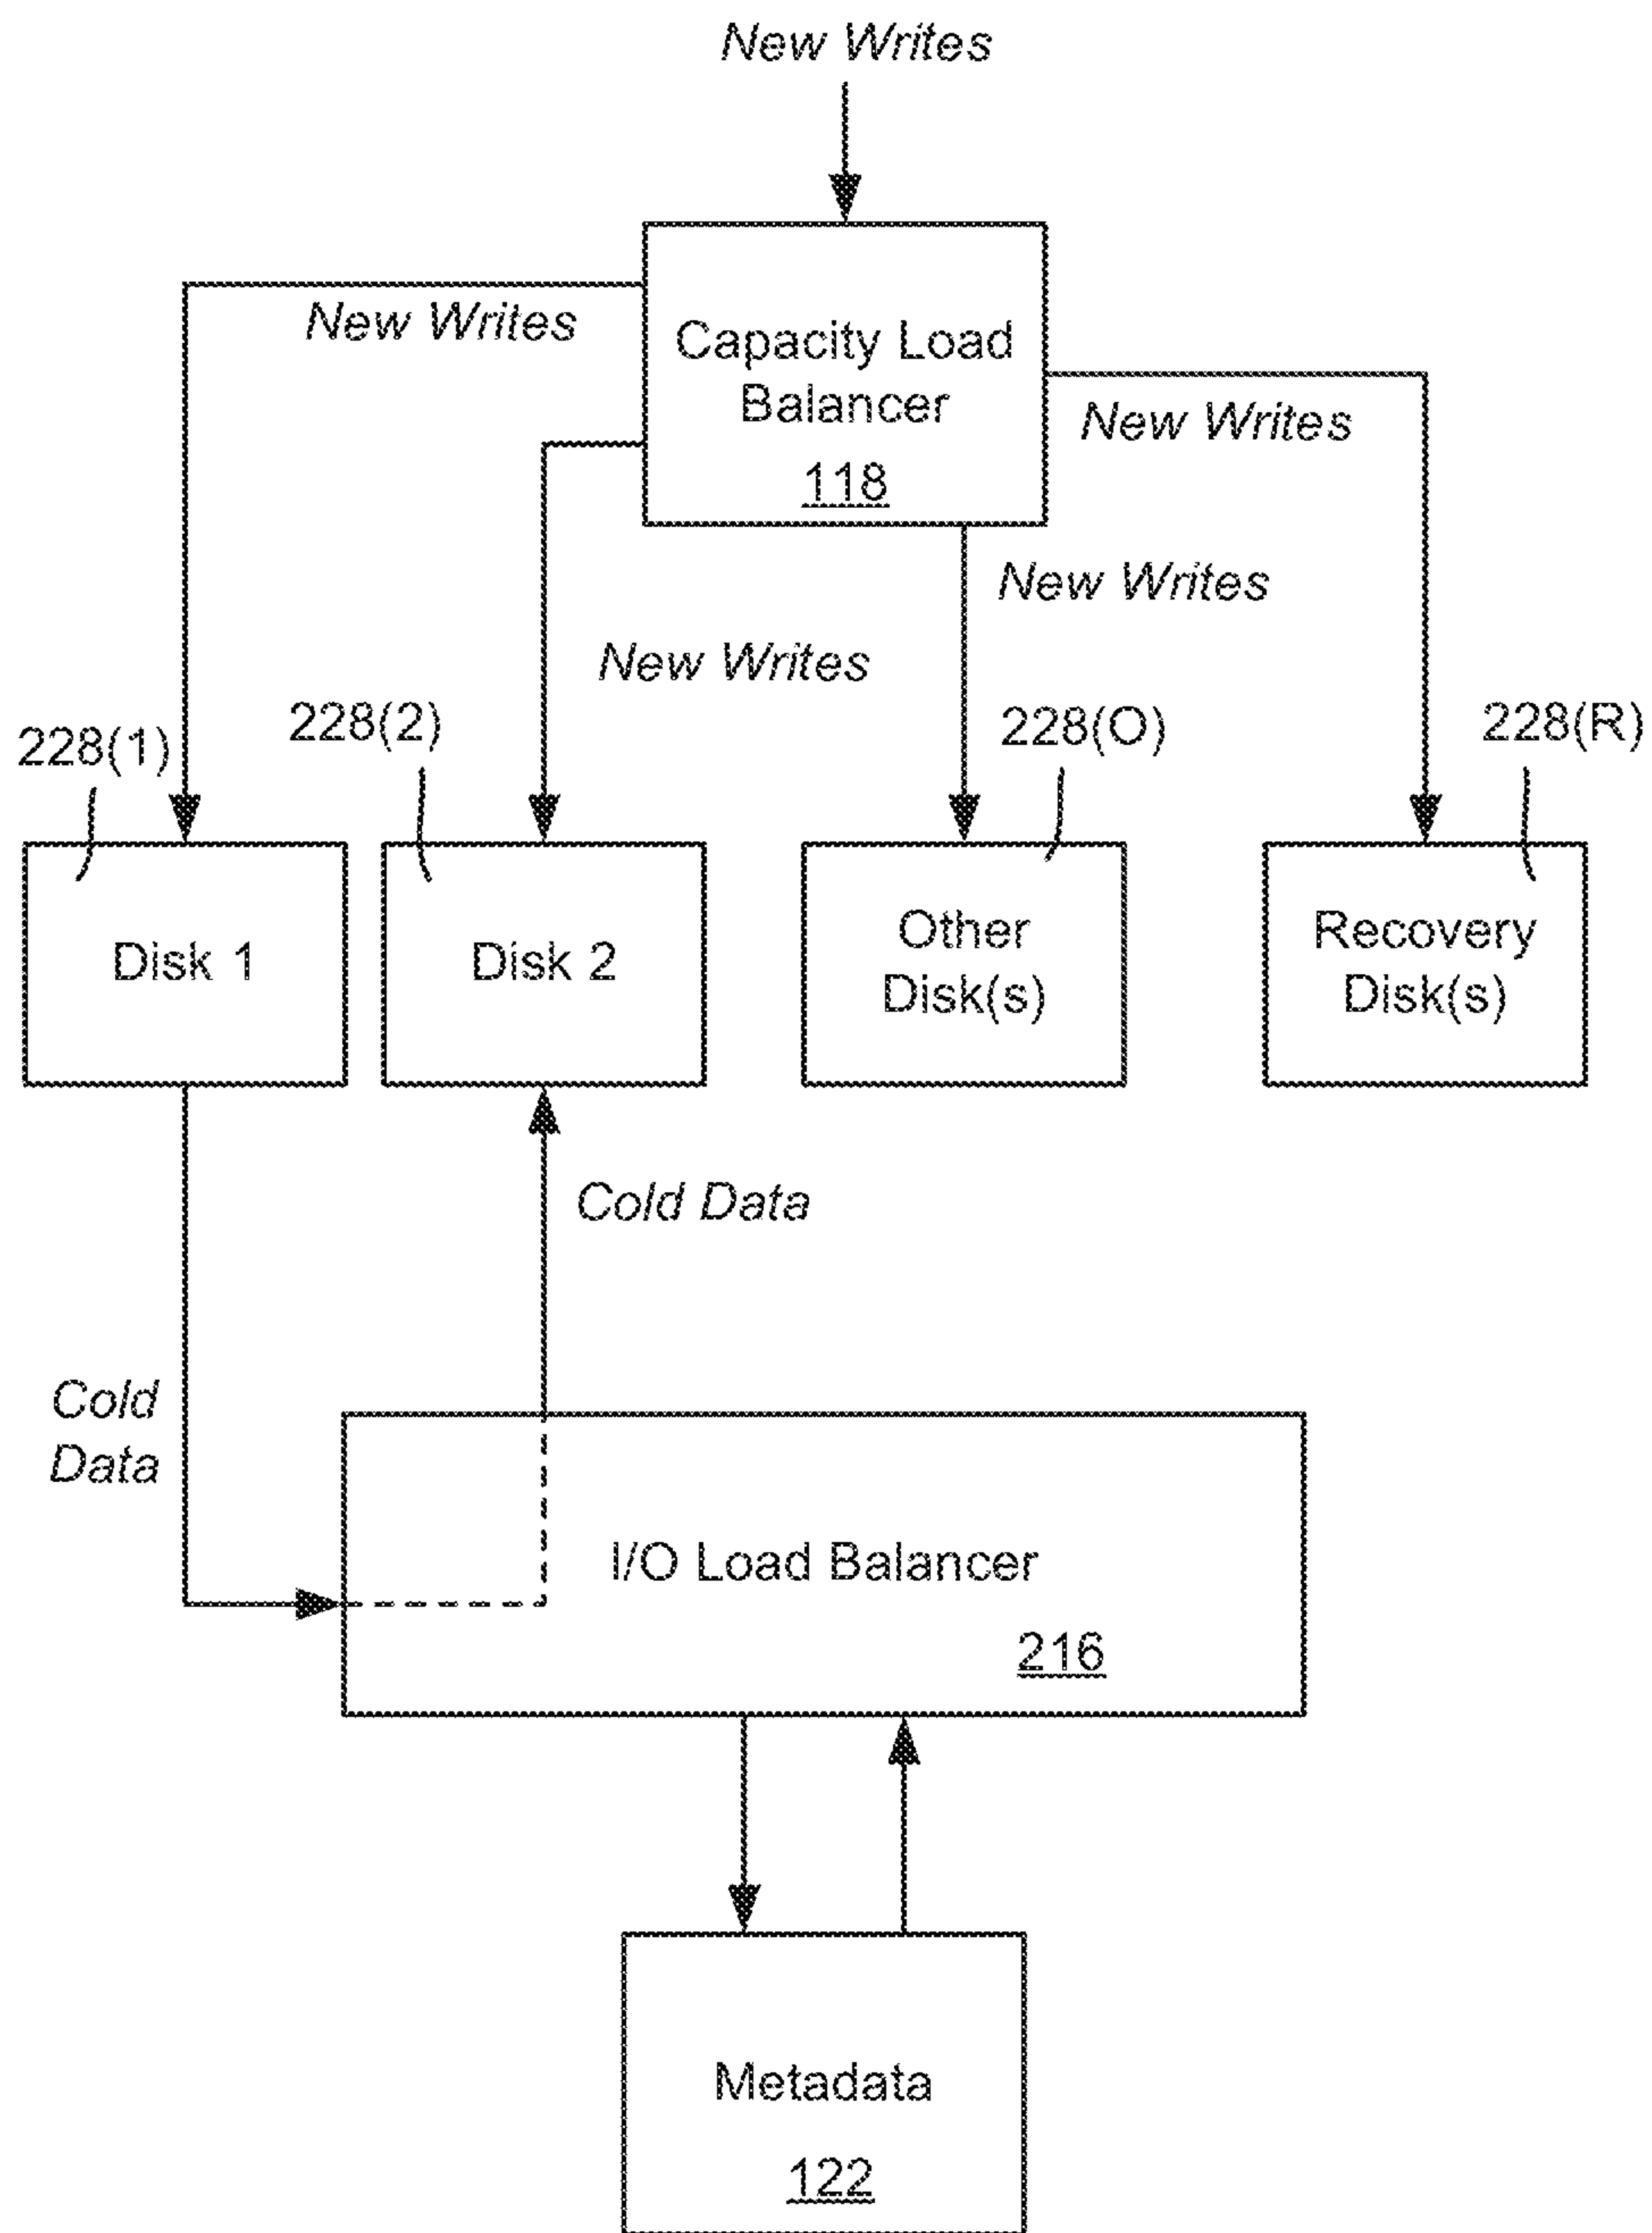 New Writes
New Writes
Capacity Load
Balancer
118
New Writes
New Writes
New Writes
228(1)
228(2)
228(O)
228(R)
Disk 1
Disk 2
Other
Disk(s)
Recovery
Disk(s)
Cold Data
Cold
Data
I/O Load Balancer
216
Metadata
122